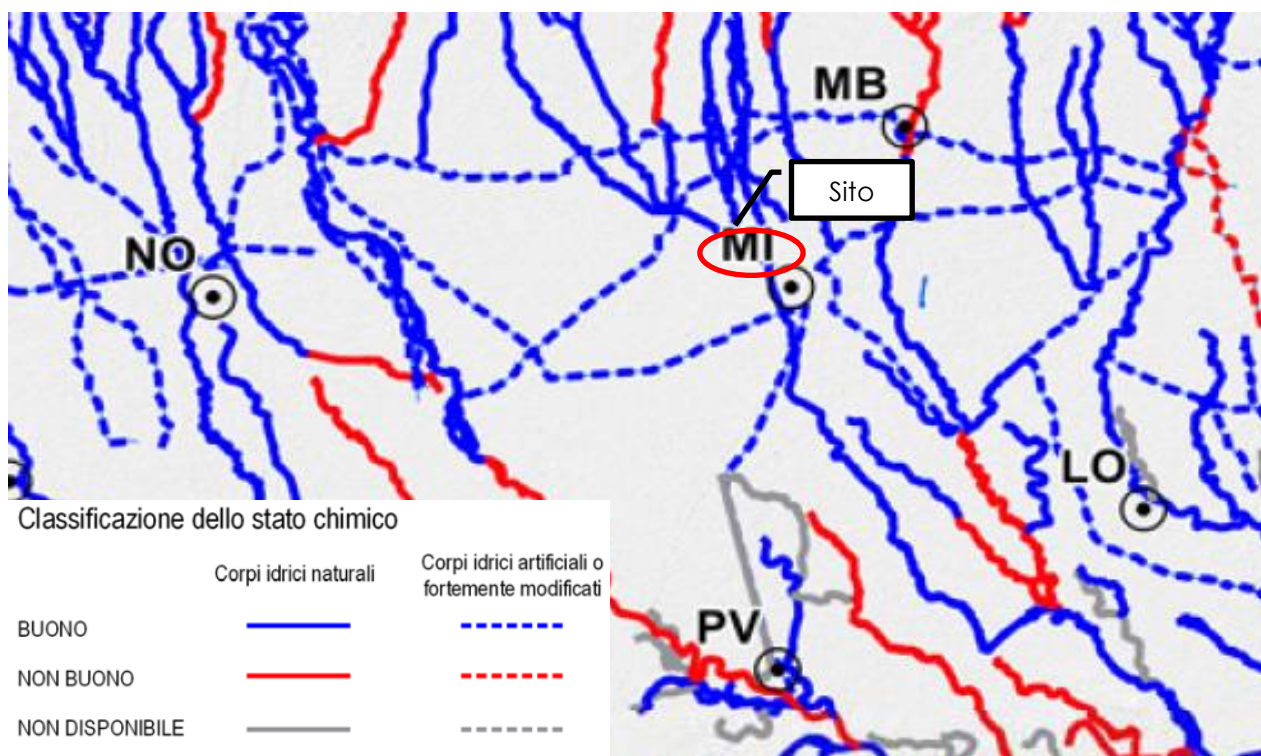 MB
Sito
MI
NO
LO
PV
Classificazione dello stato chimico
Corpi idrici naturali
Corpi idrici artificiali o
fortemente modificati
BUONO
NON BUONO
NON DISPONIBILE